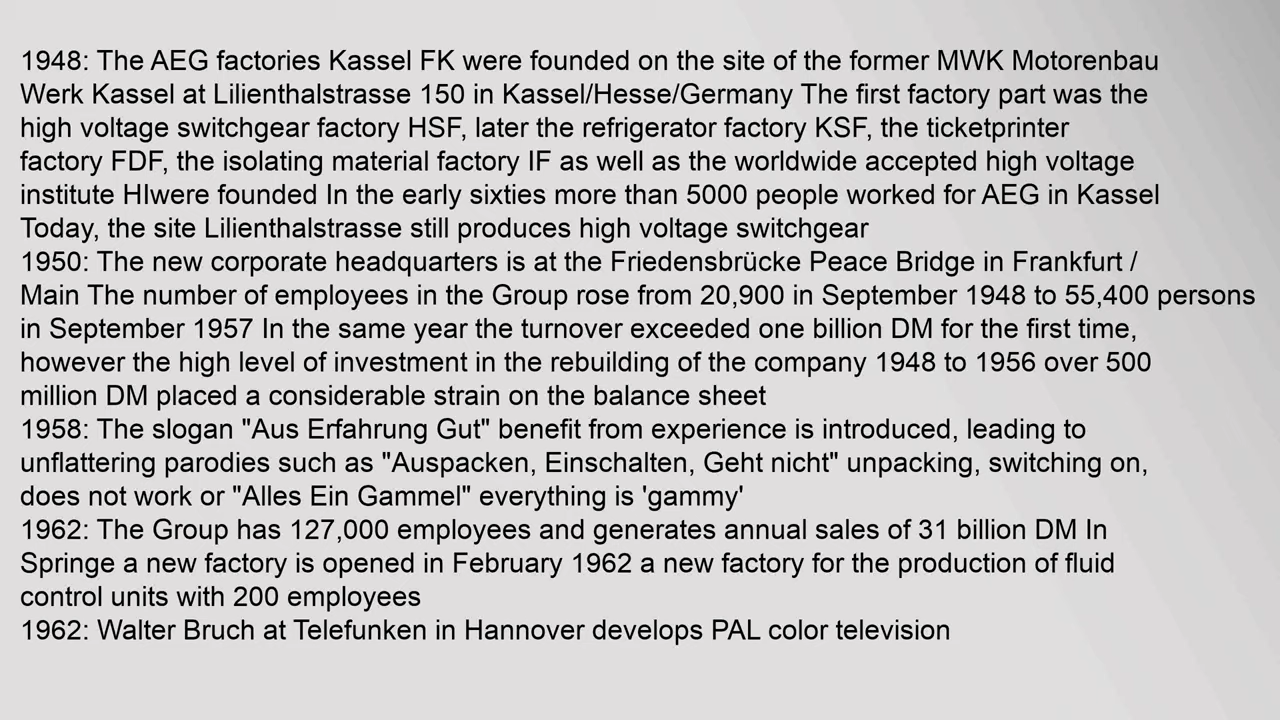 1948: The AEG factories Kassel FK were founded on the site of the former MWK Motorenbau
Werk Kassel at Lilienthalstrasse 150 in Kassel/Hesse/Germany The first factory part was the
high voltage switchgear factory HSF, later the refrigerator factory KSF, the ticketprinter
factory FDF, the isolating material factory IF as well as the worldwide accepted high voltage
institute HIwere founded In the early sixties more than 5000 people worked for AEG in Kassel
Today, the site Lilienthalstrasse still produces high voltage switchgear
1950: The new corporate headquarters is at the Friedensbrücke Peace Bridge in Frankfurt /
Main The number of employees in the Group rose from 20,900 in September 1948 to 55,400 persons
in September 1957 In the same year the turnover exceeded one billion DM for the first time,
however the high level of investment in the rebuilding of the company 1948 to 1956 over 500
million DM placed a considerable strain on the balance sheet
1958: The slogan "Aus Erfahrung Gut" benefit from experience is introduced, leading to
unflattering parodies such as "Auspacken, Einschalten, Geht nicht" unpacking, switching on,
does not work or "Alles Ein Gammel" everything is 'gammy'
1962: The Group has 127,000 employees and generates annual sales of 31 billion DM In
Springe a new factory is opened in February 1962 a new factory for the production of fluid
control units with 200 employees
1962: Walter Bruch at Telefunken in Hannover develops PAL color television